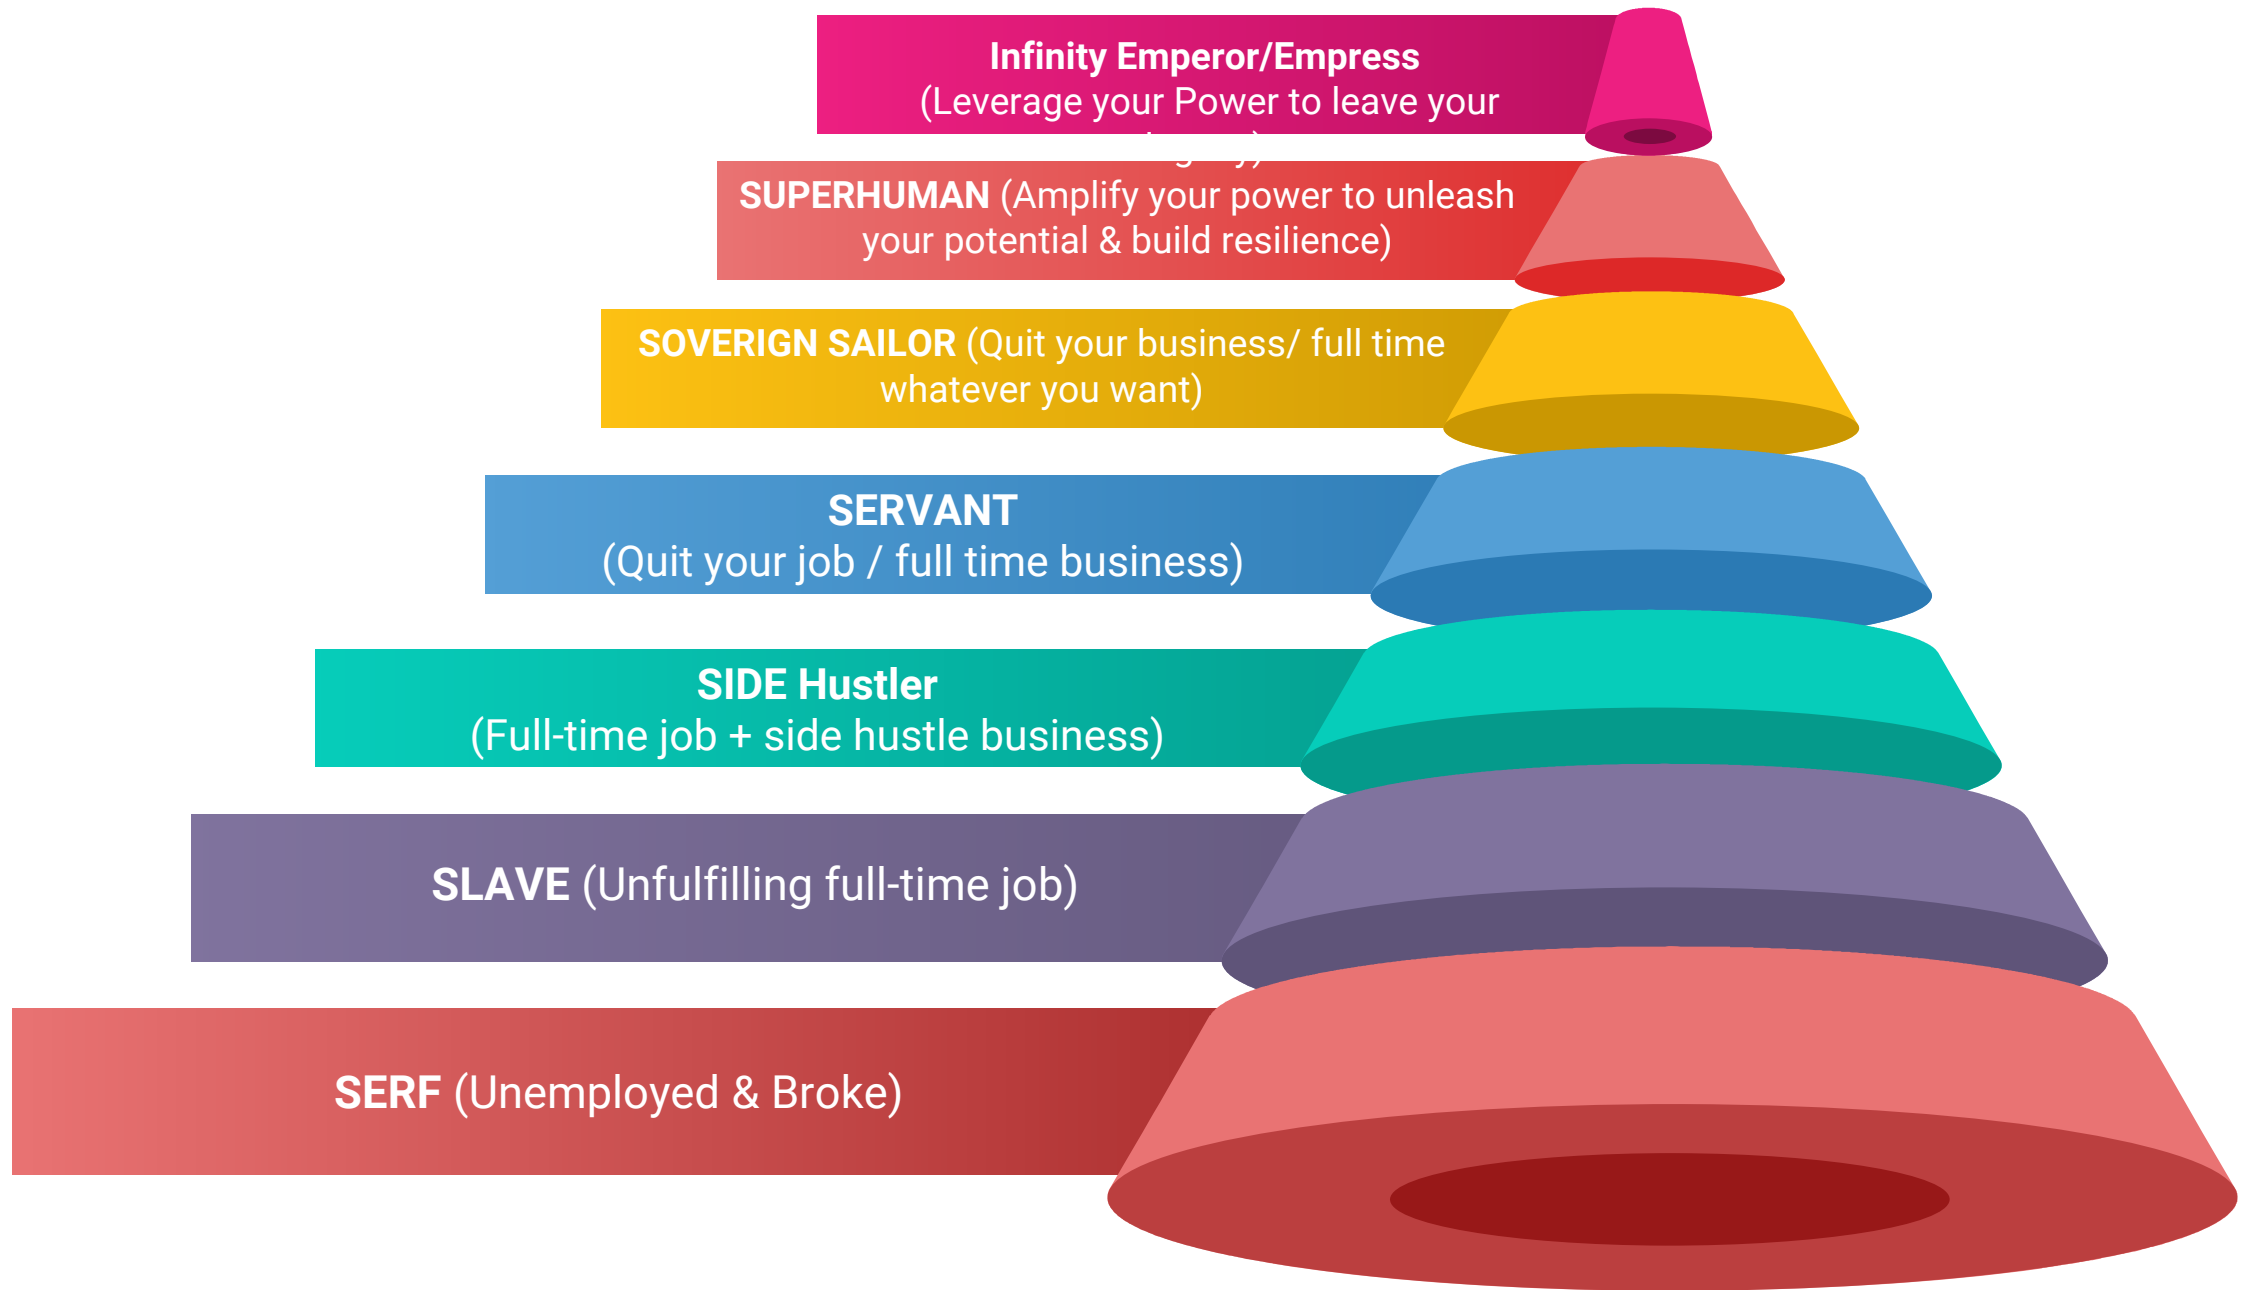 Infinity Emperor/Empress
(Leverage your Power to leave your
SUPERHUMAN (Amplify your power to unleash
your potential & build resilience)
SOVERIGN SAILOR (Quit your business/ full time
whatever you want)
SERVANT
(Quit your job / full time business)
SIDE Hustler
(Full-time job + side hustle business)
SLAVE (Unfulfilling full-time job)
SERF (Unemployed & Broke)